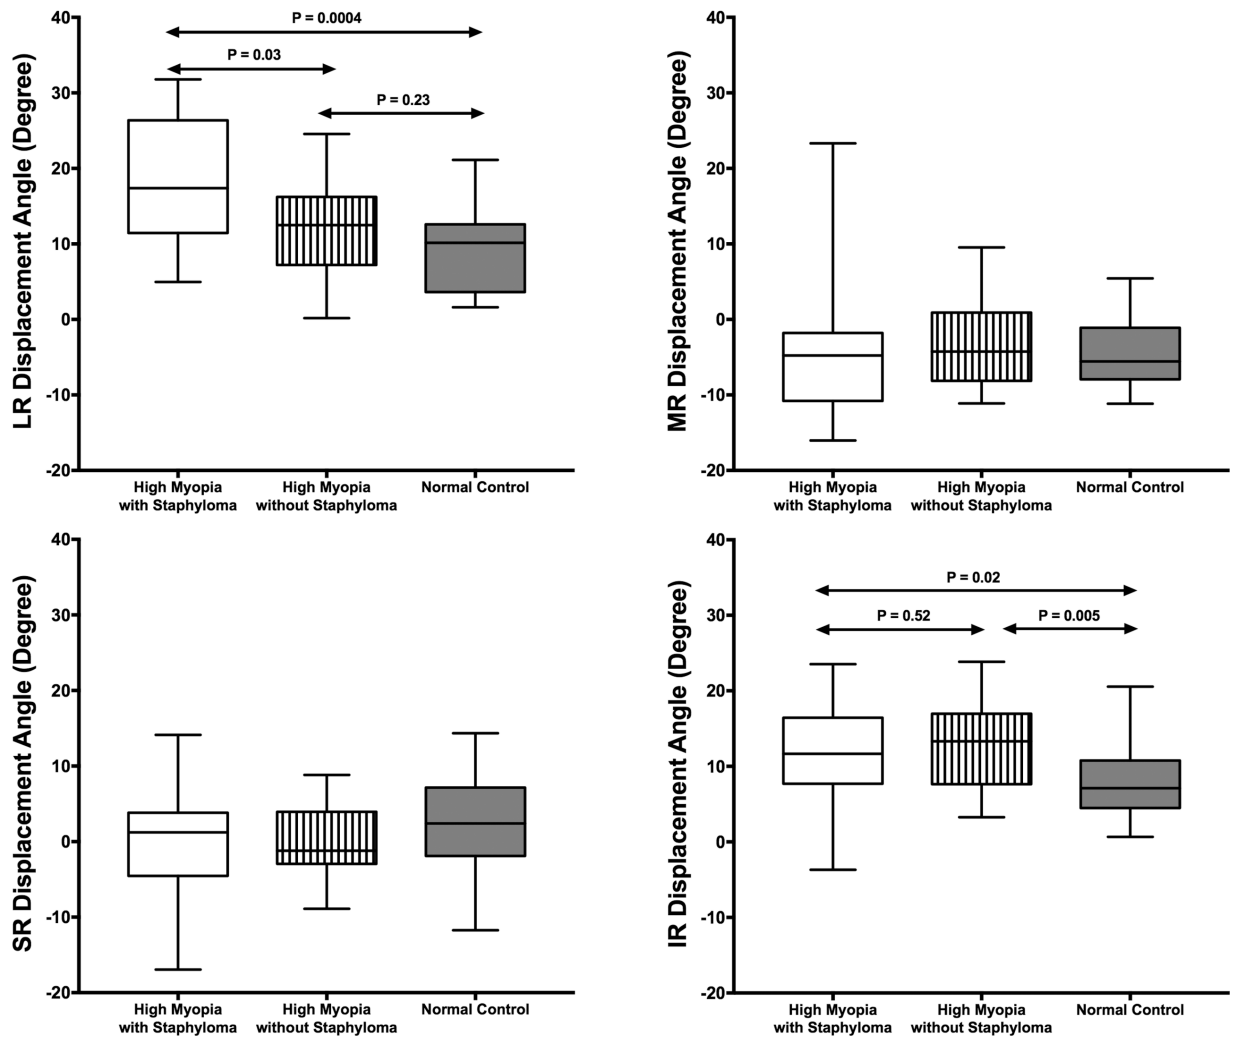 LR Displacement Angle (Degree)
40
30
20
10
0
-10
-20
P = 0.0004
P = 0.03
P = 0.23
High Myopia
with Staphyloma
High Myopia
without Staphyloma
Normal Control
MR Displacement Angle (Degree)
40
30
20
10
0
-10
-20
High Myopia
with Staphyloma
High Myopia
without Staphyloma
Normal Control
SR Displacement Angle (Degree)
40
30
20
10
0
-10
-20
High Myopia
with Staphyloma
High Myopia
without Staphyloma
Normal Control
IR Displacement Angle (Degree)
40
30
20
10
0
-10
-20
P = 0.02
P = 0.52
P = 0.005
High Myopia
with Staphyloma
High Myopia
without Staphyloma
Normal Control